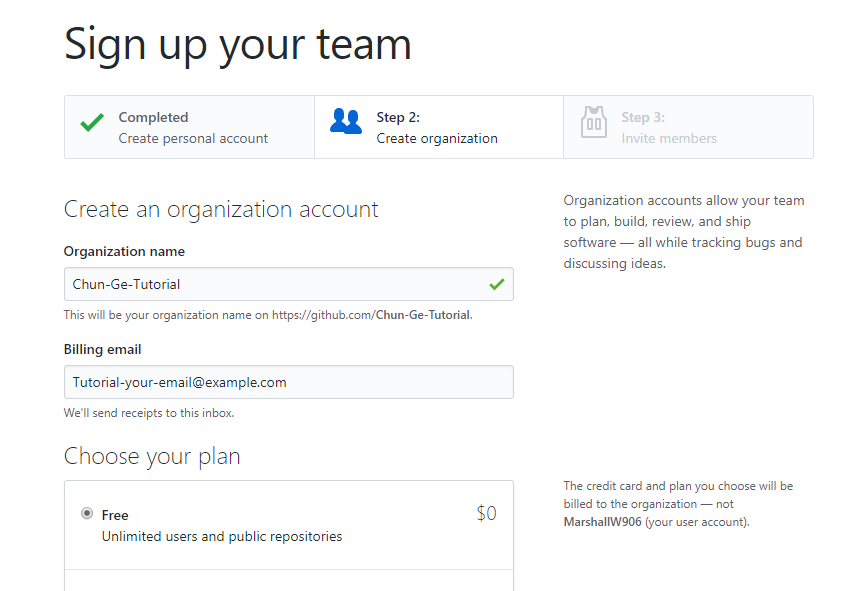 Sign up your team
Completed
Create personal account
Step 2:
Create organization
Step 3:
Invite members
Create an organization account
Organization name
Chun-Ge-Tutorial
This will be your organization name on https://github.com/Chun-Ge-Tutorial.
Billing email
Tutorial-your-email@example.com
We'll send receipts to this inbox.
Organization accounts allow your team
to plan, build, review, and ship
software — all while tracking bugs and
discussing ideas.
Choose your plan
Free
$0
Unlimited users and public repositories
The credit card and plan you choose will be
billed to the organization — not
MarshallW906 (your user account).